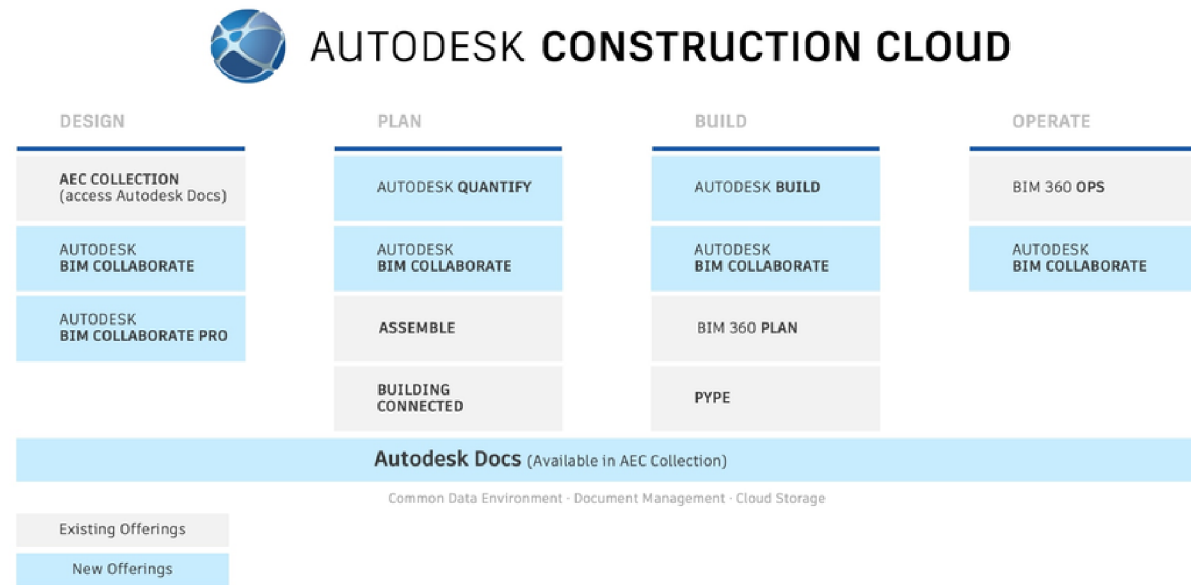 AUTODESK CONSTRUCTION CLOUD
DESIGN
AEC COLLECTION
(access Autodesk Docs)
AUTODESK
BIM COLLABORATE
AUTODESK
BIM COLLABORATE PRO
PLAN
AUTODESK QUANTIFY
AUTODESK
BIM COLLABORATE
ASSEMBLE
BUILDING
CONNECTED
BUILD
AUTODESK BUILD
AUTODESK
BIM COLLABORATE
BIM 360 PLAN
PYPE
OPERATE
BIM 360 OPS
AUTODESK
BIM COLLABORATE
Autodesk Docs (Available in AEC Collection)
Common Data Environment · Document Management · Cloud Storage
Existing Offerings
New Offerings